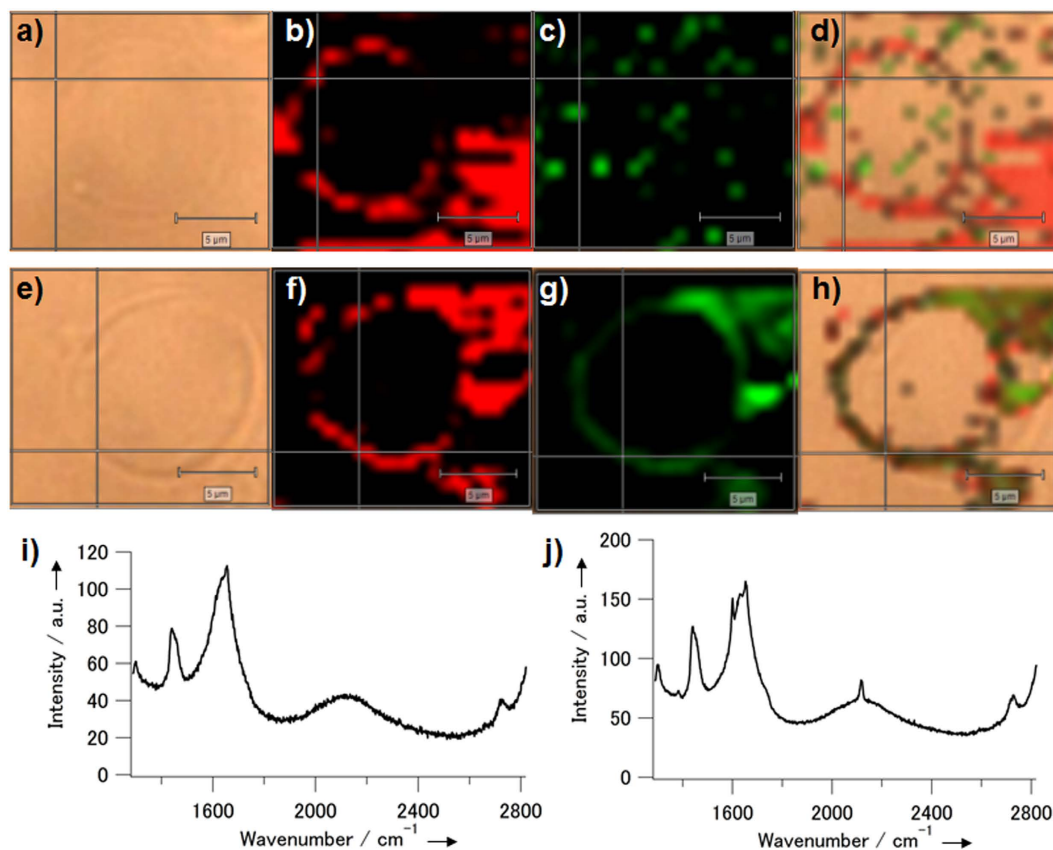 a) b) c) d)
5 µm 5 µm 5 µm 5 µm
e) f) g) h)
5 µm 5 µm 5 µm 5 µm
i) j)
Intensity / a.u.
120
100
80
60
40
20
0
1600 2000 2400 2800
Wavenumber / cm⁻¹
Intensity / a.u.
200
150
100
50
0
1600 2000 2400 2800
Wavenumber / cm⁻¹